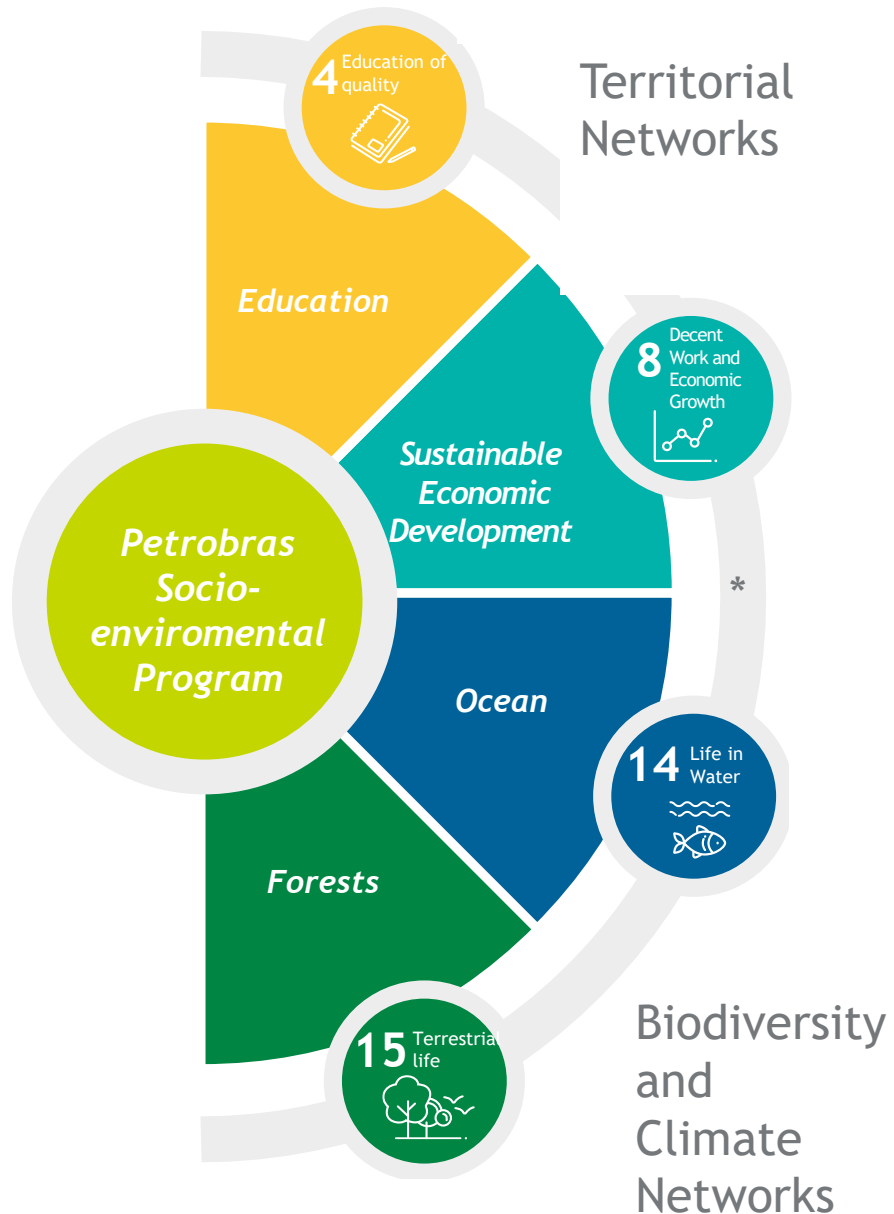 4 Education of
quality
Territorial
Networks
Education
8 Decent
Work and
Economic
Growth
Sustainable
Economic
Development
Petrobras
Socio-
enviromental
Program
*
Ocean
14 Life in
Water
Forests
15 Terrestrial
life
Biodiversity
and
Climate
Networks